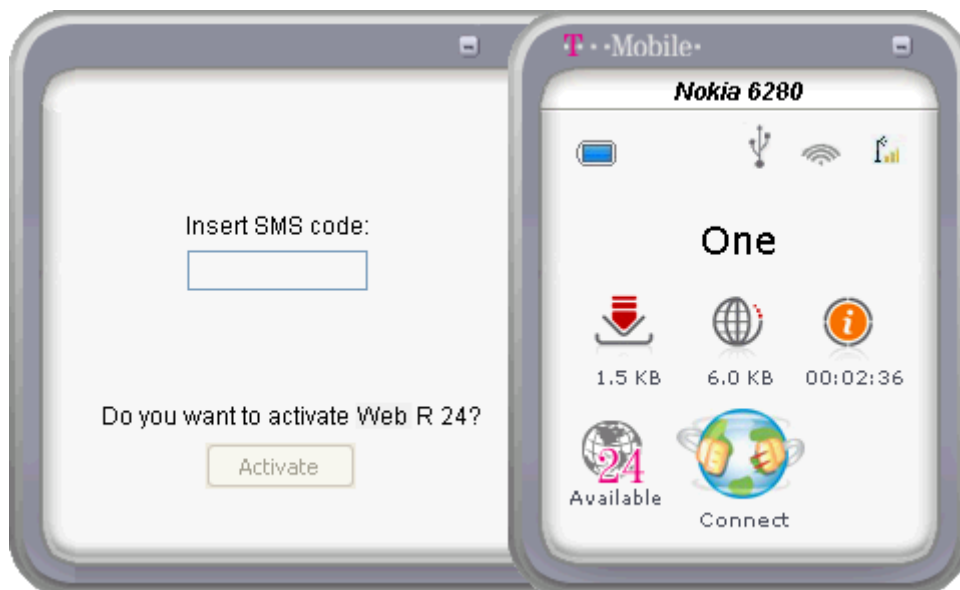 Insert SMS code:
Do you want to activate Web R 24?
Activate
T··Mobile·
Nokia 6280
One
1.5 KB 6.0 KB 00:02:36
24
Available
Connect